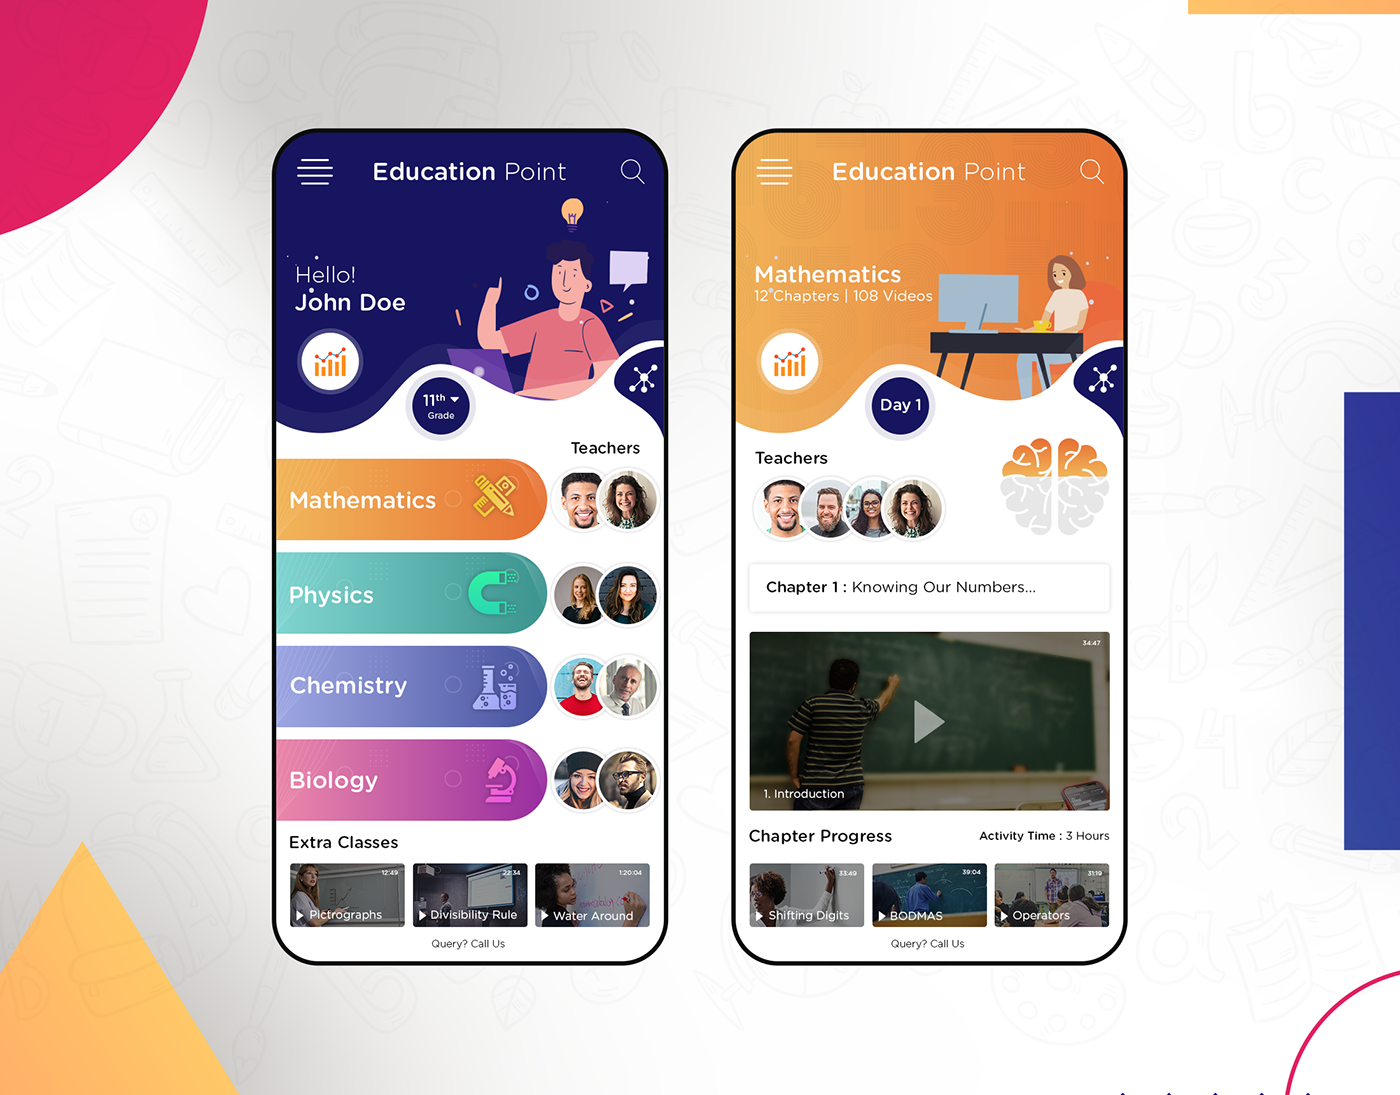 Education Point
Hello!
John Doe
11th
Grade
Teachers
Mathematics
Physics
Chemistry
Biology
Extra Classes
12:49
Pictrographs
22:34
Divisibility Rule
1:20:04
Water Around
Query? Call Us
Education Point
Mathematics
12 Chapters | 108 Videos
Day 1
Teachers
Chapter 1 : Knowing Our Numbers...
34:47
1. Introduction
Chapter Progress
Activity Time : 3 Hours
33:49
Shifting Digits
39:04
BODMAS
31:19
Operators
Query? Call Us